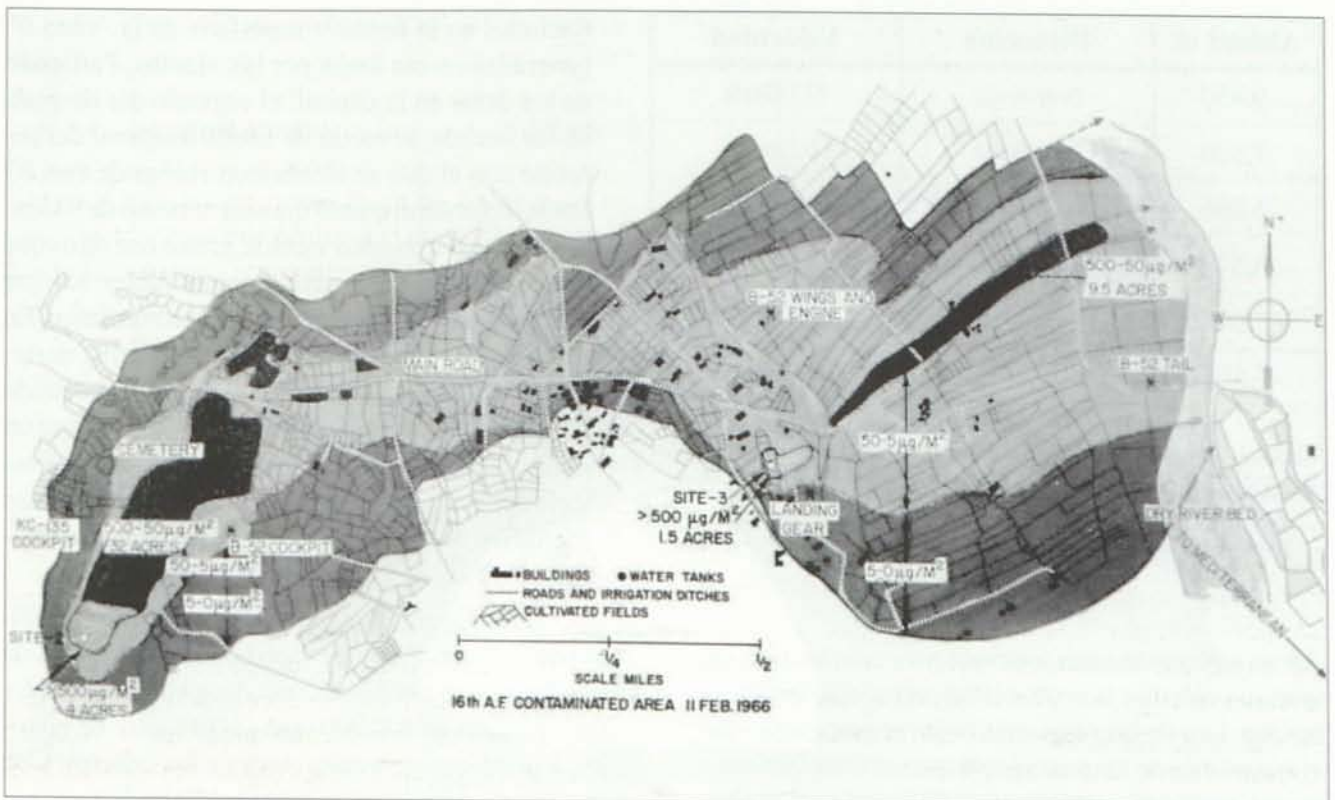 500-50µg/M²
9.5 ACRES
B-52 WINGS AND
ENGINE
B-52 TAIL
MAIN ROAD
50-5µg/M²
CEMETERY
KC-135
COCKPIT
500-50µg/M²
ACRES
B-52 COCKPIT
50-5µg/M²
5-0µg/M²
SITE-3
>500 µg/M²
1.5 ACRES
LANDING
GEAR
5-0µg/M²
DRY RIVER BED
TO MEDITERRANEAN
BUILDINGS
WATER TANKS
ROADS AND IRRIGATION DITCHES
CULTIVATED FIELDS
0 1/4 1/2
SCALE MILES
16th A.F. CONTAMINATED AREA 11 FEB. 1966
>500µg/M²
ACRES
N
E